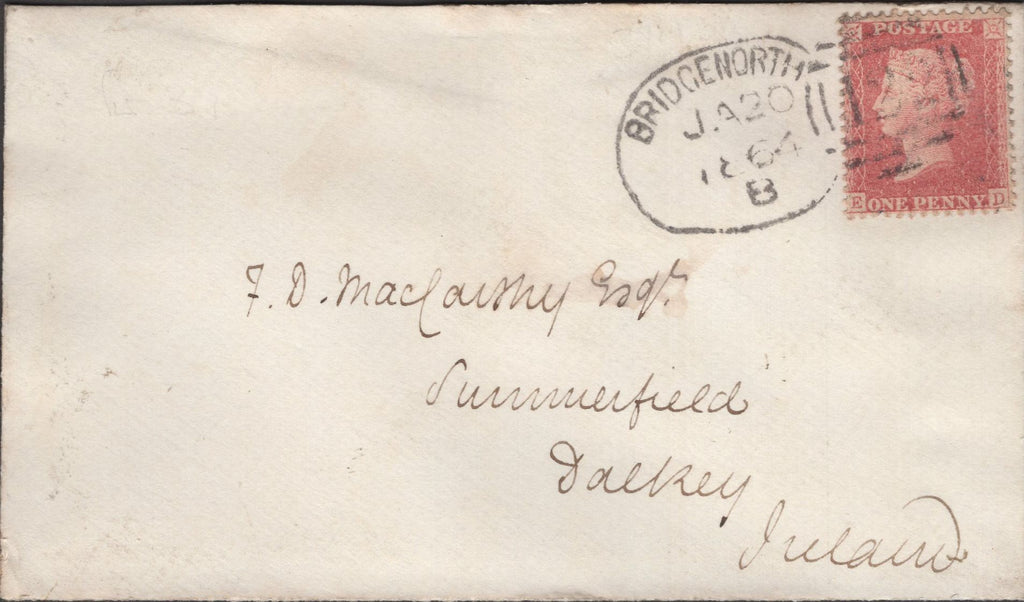 POSTAGE
BRIDGENORTH
JA20
1864
B
E ONE PENNY D
F. D. MacCarthy Esqr.
Summerfield
Dalkey
Ireland